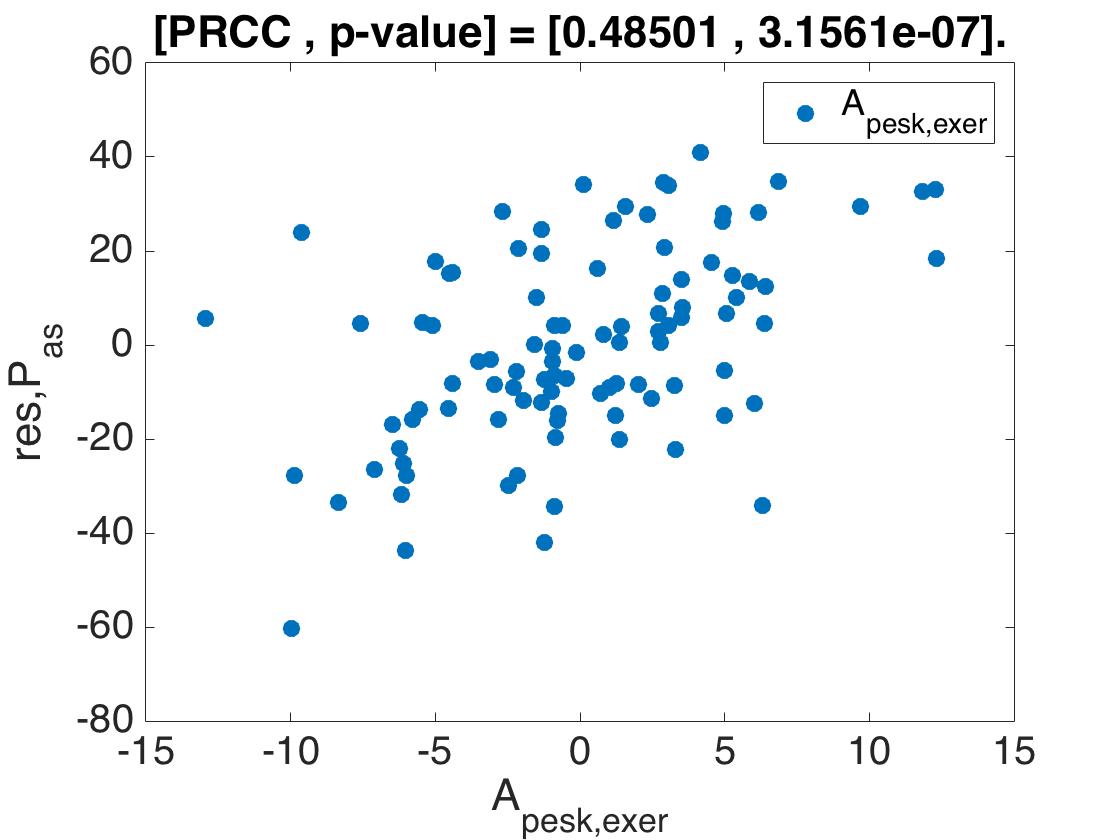 [PRCC , p-value] = [0.48501 , 3.1561e-07].
60
40
20
0
-20
-40
-60
-80
res,P_as
A_pesk,exer
-15 -10 -5 0 5 10 15
A_pesk,exer